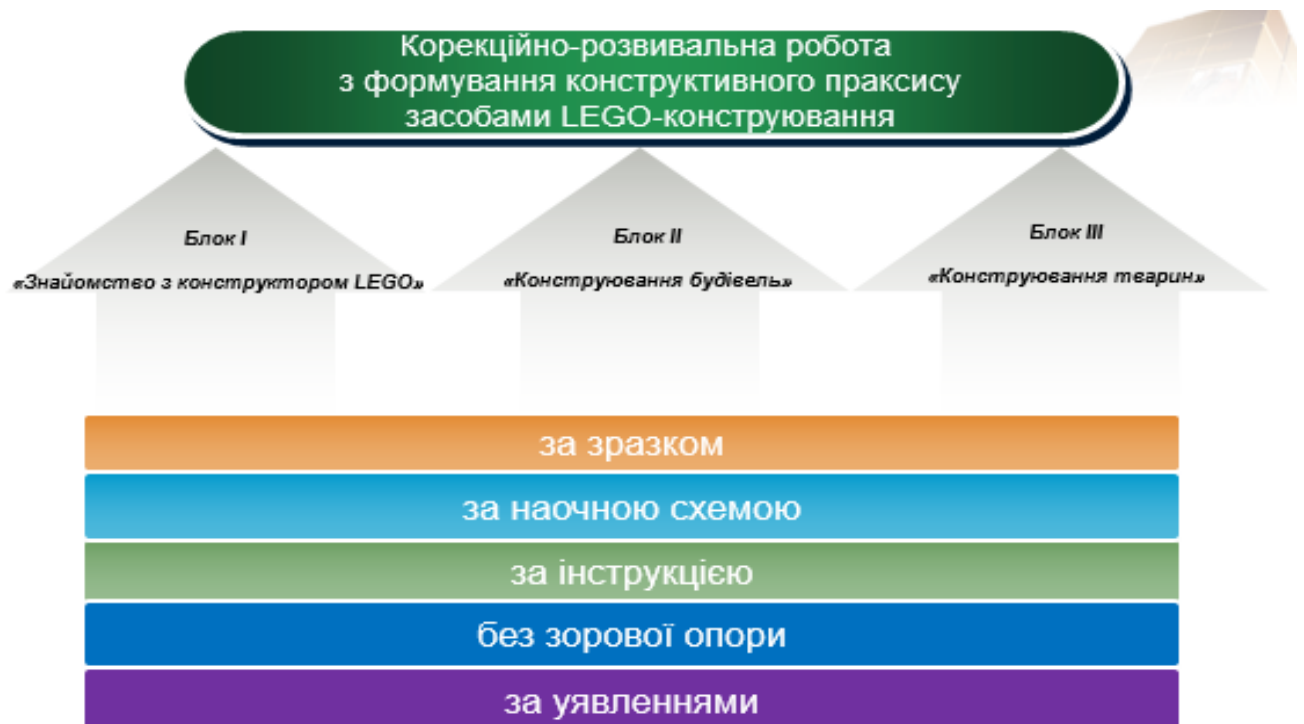 Корекційно-розвивальна робота
з формування конструктивного праксису
засобами LEGO-конструювання
Блок I
«Знайомство з конструктором LEGO»
Блок II
«Конструювання будівель»
Блок III
«Конструювання тварин»
за зразком
за наочною схемою
за інструкцією
без зорової опори
за уявленнями